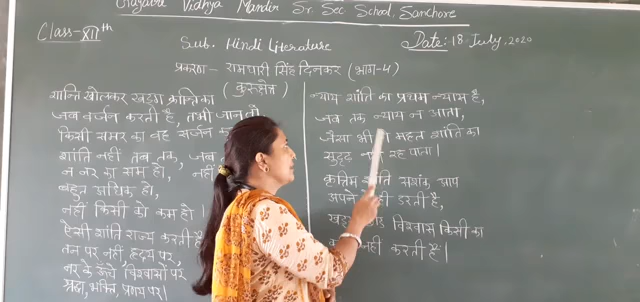 Gayatri Vidhya Mandir Sr. Sec School, Sanchore
Class-XIIth
Sub. Hindi Literature
Date: 18 July, 2020
प्रकरण- रामधारी सिंह दिनकर (भाग-4)
(कुरुक्षेत्र)
शान्ति खोलकर खड्ग क्रान्ति का
जब वर्जन करती है, तभी जान लो
किसी समर का वह सर्जन
शांति नहीं तब तक, जब
न नर का सम हो, नहीं
बहुत अधिक हो,
नहीं किसी को कम हो।
ऐसी शांति राज्य करती है
तन पर नहीं, हृदय पर,
नर के ऊँचे विश्वासों पर
श्रद्धा, भक्ति, प्रणय पर।
न्याय शांति का प्रथम न्यास है,
जब तक न्याय न आता,
जैसा भी महल शांति का
सुदृढ़ रह पाता।
कृत्रिम शांति सशंक आप
अपने डरती है,
खड्ग विश्वास किसी का
नहीं करती है।